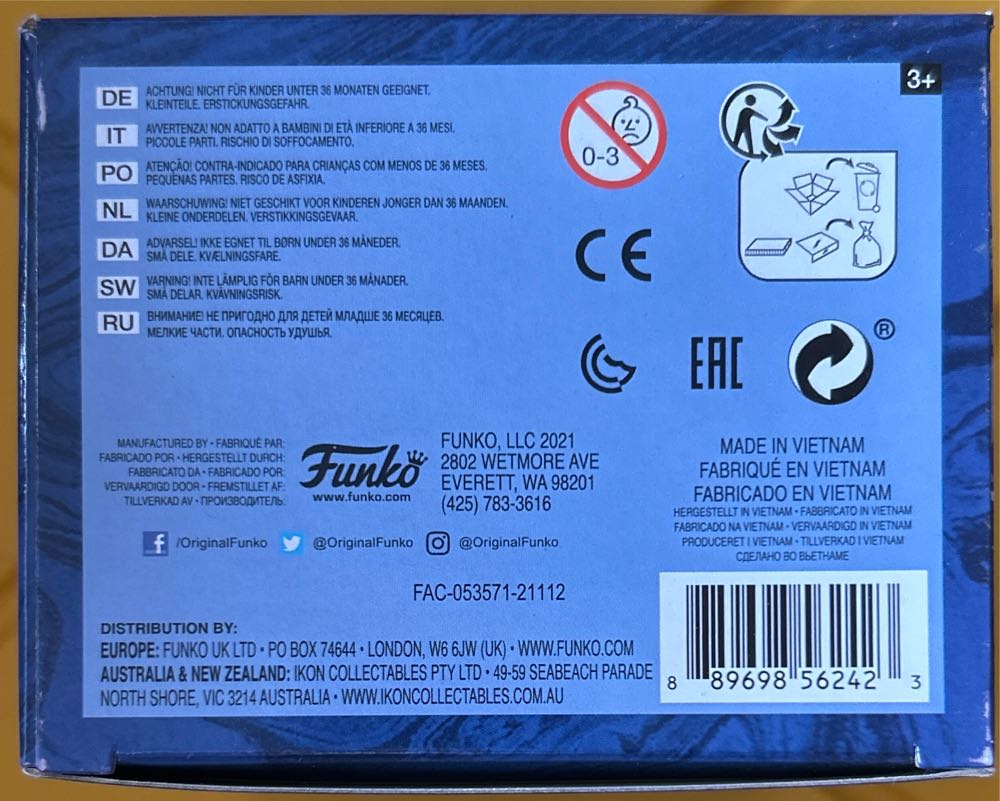 3+
DE ACHTUNG! NICHT FÜR KINDER UNTER 36 MONATEN GEEIGNET.
KLEINTEILE. ERSTICKUNGSGEFAHR.
IT AVVERTENZA! NON ADATTO A BAMBINI DI ETÀ INFERIORE A 36 MESI.
PICCOLE PARTI. RISCHIO DI SOFFOCAMENTO.
PO ATENÇÃO! CONTRA-INDICADO PARA CRIANÇAS COM MENOS DE 36 MESES.
PEQUENAS PARTES. RISCO DE ASFIXIA.
NL WAARSCHUWING! NIET GESCHIKT VOOR KINDEREN JONGER DAN 36 MAANDEN.
KLEINE ONDERDELEN. VERSTIKKINGSGEVAAR.
DA ADVARSEL! IKKE EGNET TIL BØRN UNDER 36 MÅNEDER.
SMÅ DELE. KVÆLNINGSFARE.
SW VARNING! INTE LÄMPLIG FÖR BARN UNDER 36 MÅNADER.
SMÅ DELAR. KVÄVNINGSRISK.
RU ВНИМАНИЕ! НЕ ПРИГОДНО ДЛЯ ДЕТЕЙ МЛАДШЕ 36 МЕСЯЦЕВ.
МЕЛКИЕ ЧАСТИ. ОПАСНОСТЬ УДУШЬЯ.
0-3
CE
EAC
®
MANUFACTURED BY • FABRIQUÉ PAR:
FABRICADO POR • HERGESTELLT DURCH:
FABBRICATO DA • FABRICADO POR:
VERVAARDIGD DOOR • FREMSTILLET AF:
TILLVERKAD AV • ПРОИЗВОДИТЕЛЬ:
Funko
www.funko.com
FUNKO, LLC 2021
2802 WETMORE AVE
EVERETT, WA 98201
(425) 783-3616
MADE IN VIETNAM
FABRIQUÉ EN VIETNAM
FABRICADO EN VIETNAM
HERGESTELLT IN VIETNAM • FABBRICATO IN VIETNAM
FABRICADO NA VIETNAM • VERVAARDIGD IN VIETNAM
PRODUCERET I VIETNAM • TILLVERKAD I VIETNAM
СДЕЛАНО ВО ВЬЕТНАМЕ
f /OriginalFunko @OriginalFunko @OriginalFunko
FAC-053571-21112
DISTRIBUTION BY:
EUROPE: FUNKO UK LTD • PO BOX 74644 • LONDON, W6 6JW (UK) • WWW.FUNKO.COM
AUSTRALIA & NEW ZEALAND: IKON COLLECTABLES PTY LTD • 49-59 SEABEACH PARADE
NORTH SHORE, VIC 3214 AUSTRALIA • WWW.IKONCOLLECTABLES.COM.AU
8 89698 56242 3